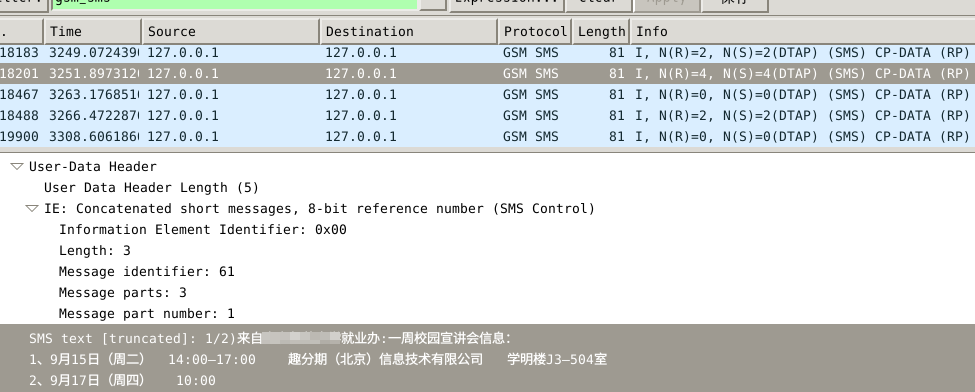 gsm_sms Expression... Clear Apply 保存
. Time Source Destination Protocol Length Info
18183 3249.072439 127.0.0.1 127.0.0.1 GSM SMS 81 I, N(R)=2, N(S)=2(DTAP) (SMS) CP-DATA (RP)
18201 3251.897312 127.0.0.1 127.0.0.1 GSM SMS 81 I, N(R)=4, N(S)=4(DTAP) (SMS) CP-DATA (RP)
18467 3263.176851 127.0.0.1 127.0.0.1 GSM SMS 81 I, N(R)=0, N(S)=0(DTAP) (SMS) CP-DATA (RP)
18488 3266.472287 127.0.0.1 127.0.0.1 GSM SMS 81 I, N(R)=2, N(S)=2(DTAP) (SMS) CP-DATA (RP)
19900 3308.606186 127.0.0.1 127.0.0.1 GSM SMS 81 I, N(R)=0, N(S)=0(DTAP) (SMS) CP-DATA (RP)
User-Data Header
User Data Header Length (5)
IE: Concatenated short messages, 8-bit reference number (SMS Control)
Information Element Identifier: 0x00
Length: 3
Message identifier: 61
Message parts: 3
Message part number: 1
SMS text [truncated]: 1/2)来自就业办:一周校园宣讲会信息:
1、9月15日（周二） 14:00—17:00 趣分期（北京）信息技术有限公司 学明楼J3—504室
2、9月17日（周四） 10:00